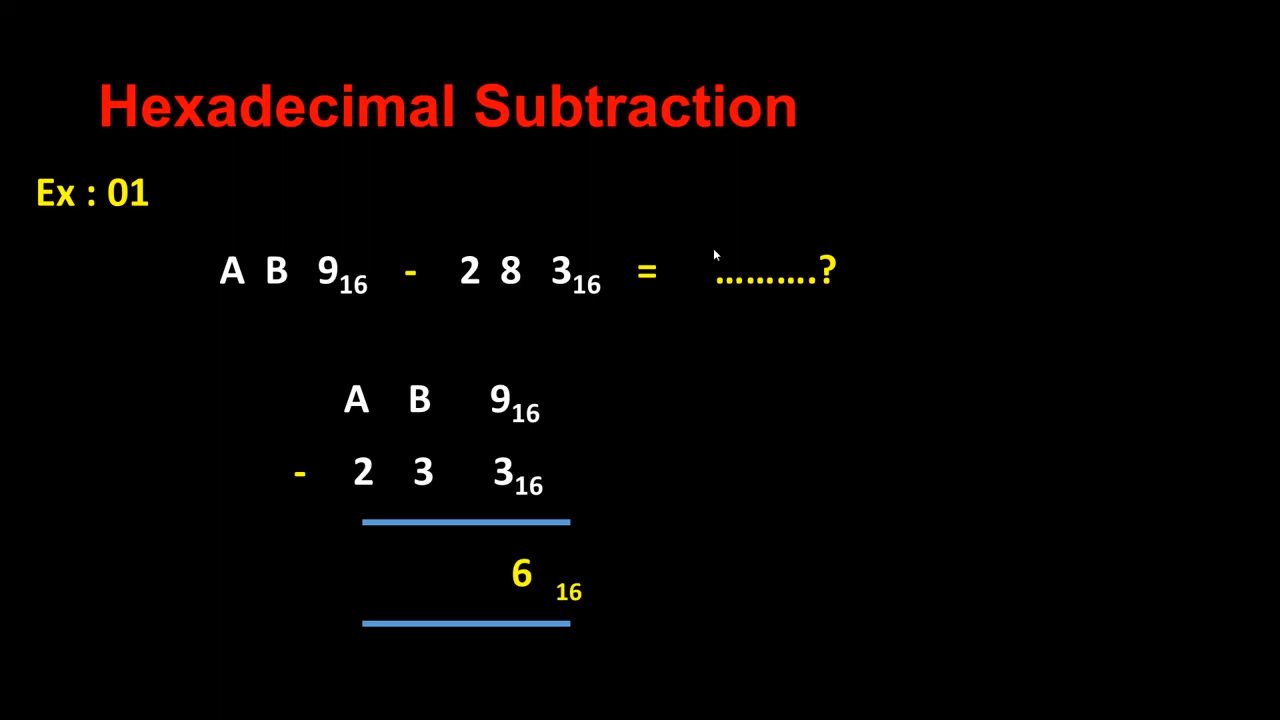 Hexadecimal Subtraction
Ex : 01
A B 9₁₆ - 2 8 3₁₆ = ……….?
A B 9₁₆
- 2 3 3₁₆
6 ₁₆